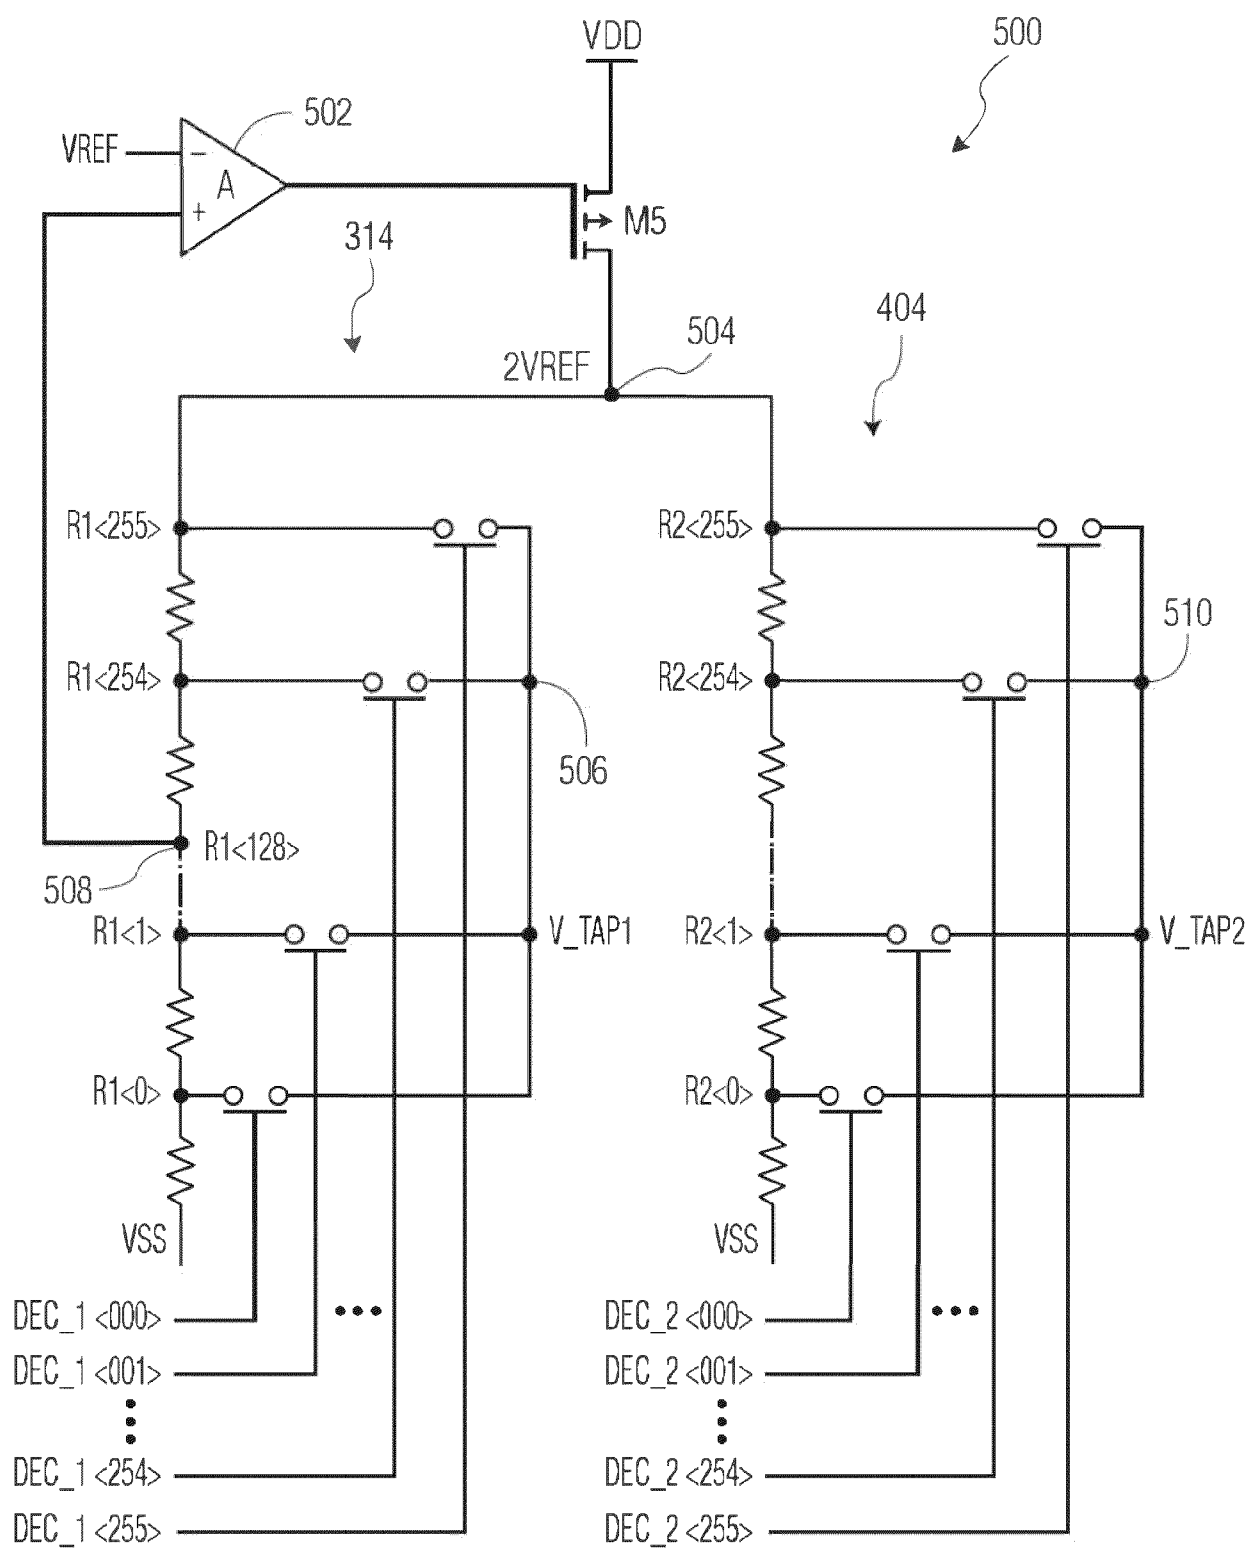 VDD
500
502
VREF
−
A
+
M5
314
404
504
2VREF
R1<255>
R2<255>
510
R1<254>
R2<254>
506
R1<128>
508
R1<1>
V_TAP1
R2<1>
V_TAP2
R1<0>
R2<0>
VSS
VSS
DEC_1 <000>
DEC_2 <000>
DEC_1 <001>
DEC_2 <001>
DEC_1 <254>
DEC_2 <254>
DEC_1 <255>
DEC_2 <255>